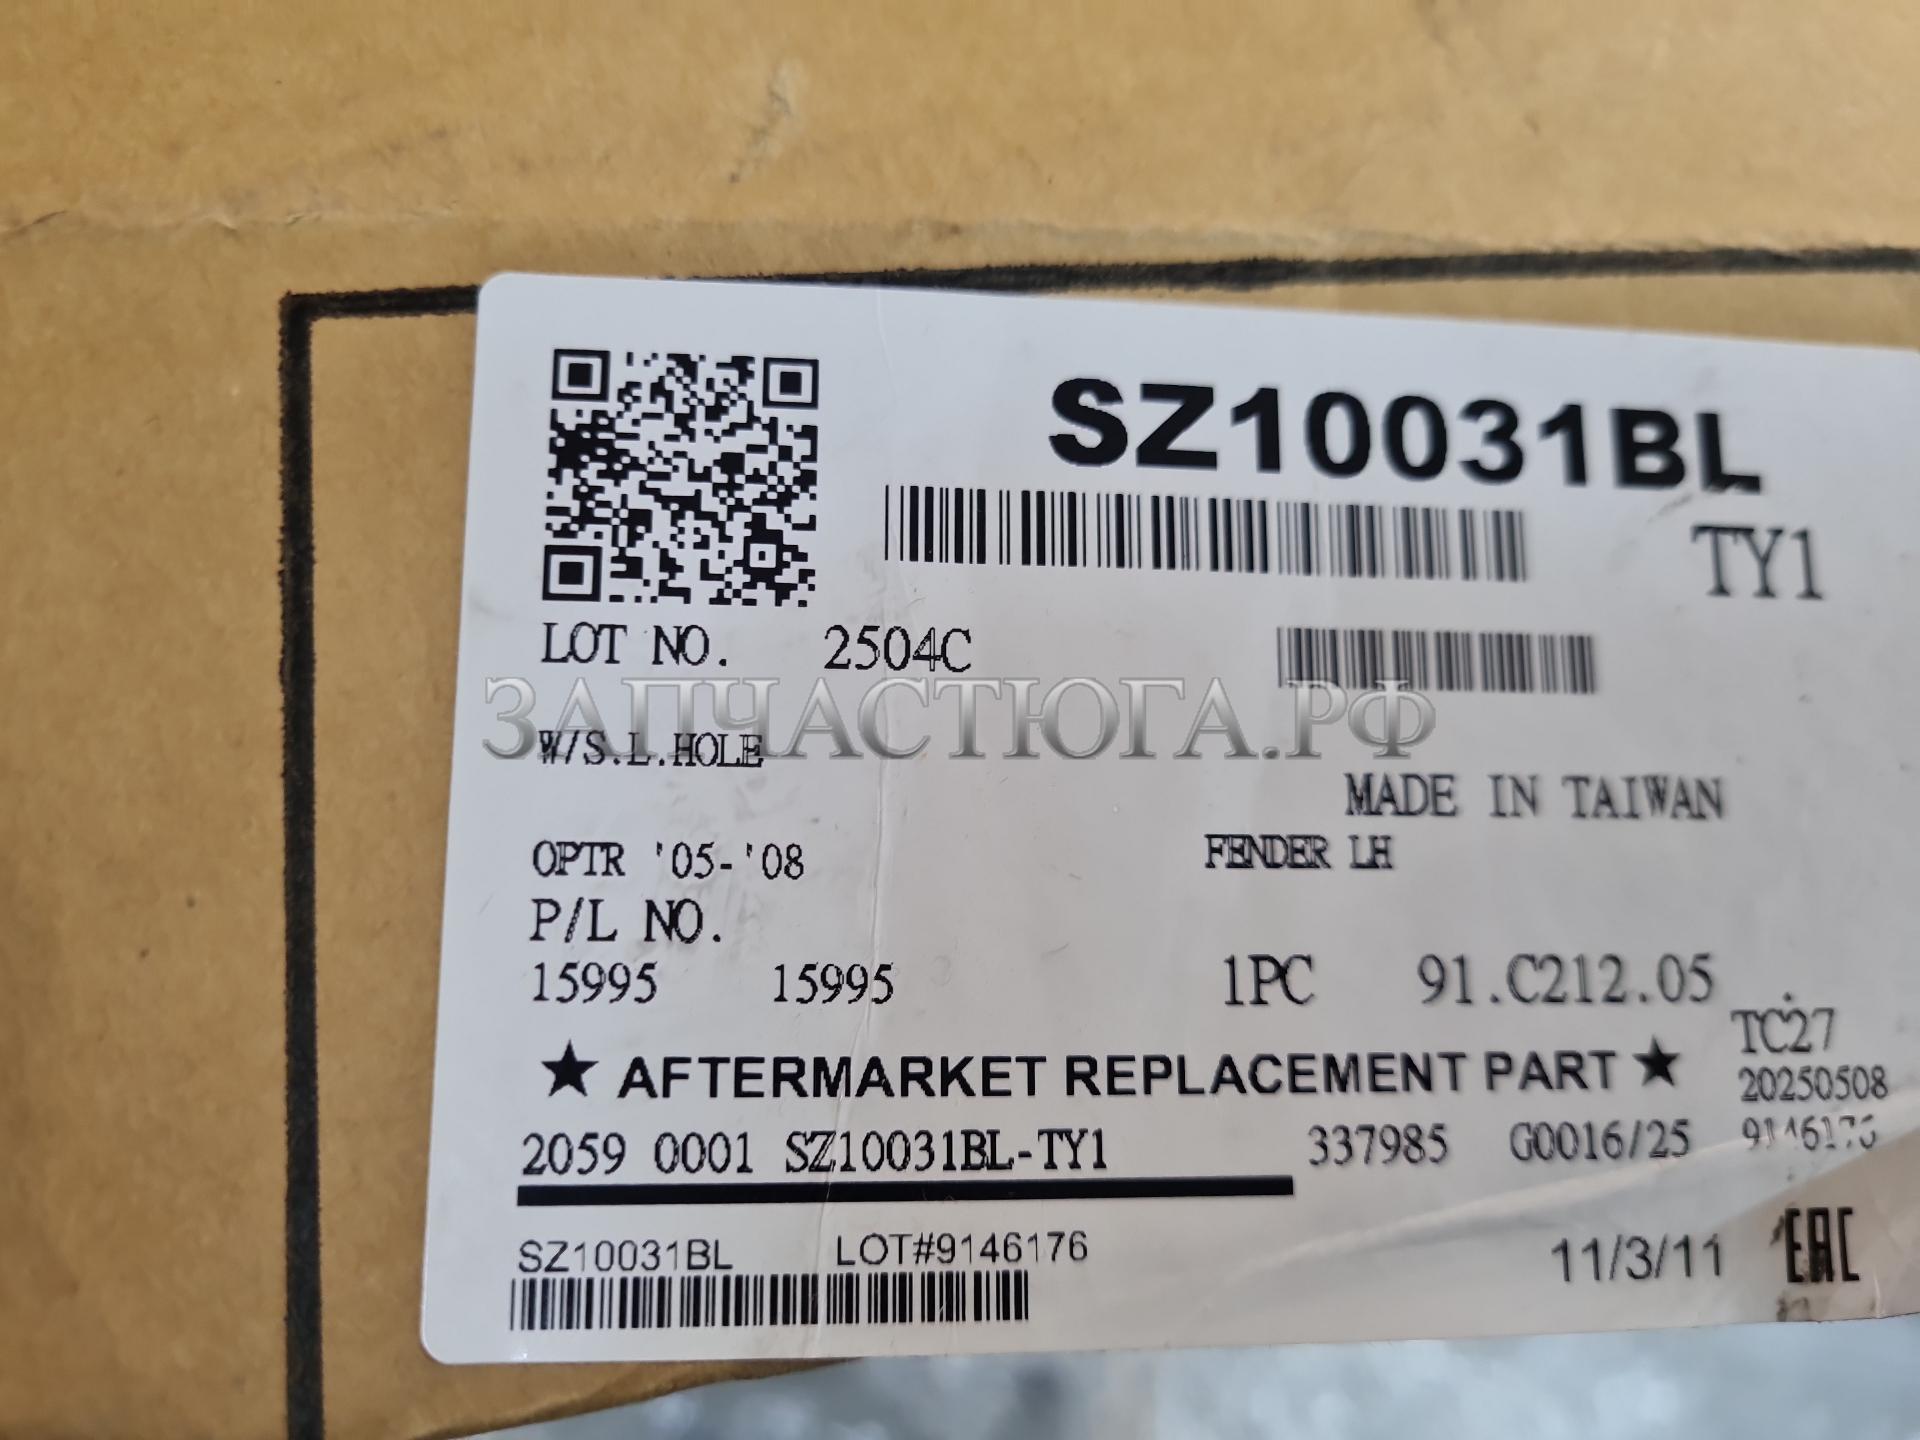 SZ10031BL
TY1
LOT NO. 2504C
ЗАПЧАСТЮГА.РФ
W/S.L.HOLE
MADE IN TAIWAN
OPTR '05-'08 FENDER LH
P/L NO.
15995 15995 1PC 91.C212.05
TC27
★ AFTERMARKET REPLACEMENT PART ★
20250508
2059 0001 SZ10031BL-TY1 337985 G0016/25
SZ10031BL LOT#9146176
11/3/11 EAC